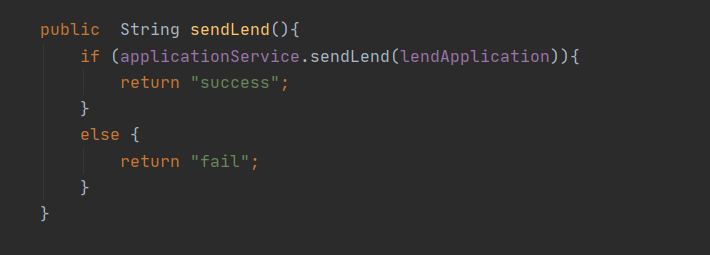 public  String sendLend(){
    if (applicationService.sendLend(lendApplication)){
        return "success";
    }
    else {
        return "fail";
    }
}